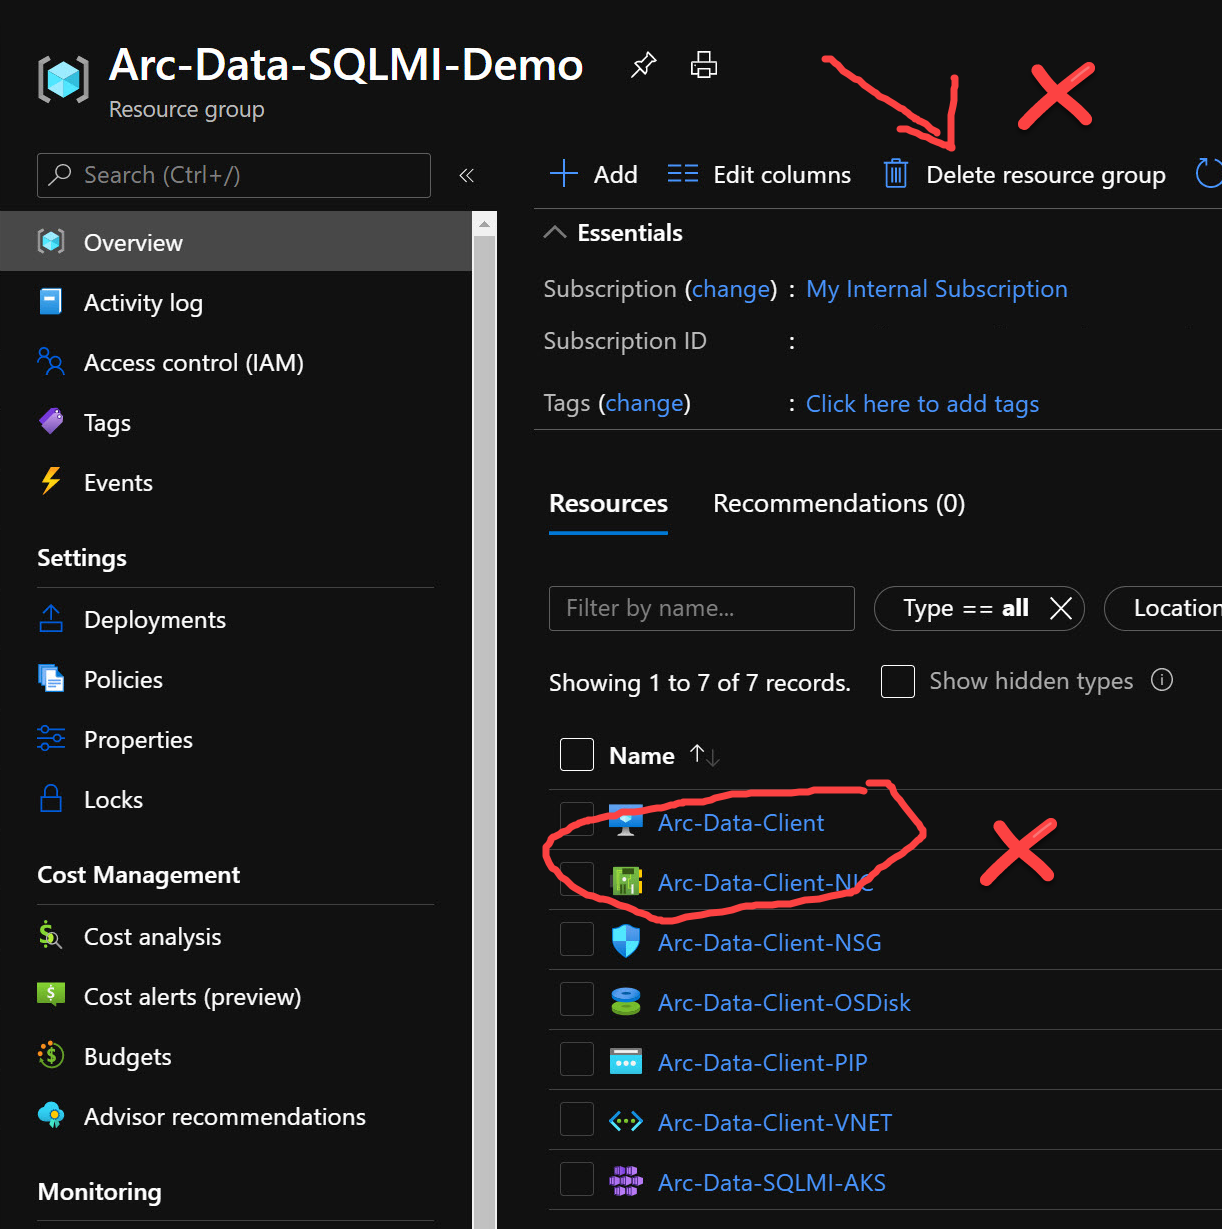 Arc-Data-SQLMI-Demo
Resource group
Search (Ctrl+/)
«
Overview
Activity log
Access control (IAM)
Tags
Events
Settings
Deployments
Policies
Properties
Locks
Cost Management
Cost analysis
Cost alerts (preview)
Budgets
Advisor recommendations
Monitoring
Add Edit columns Delete resource group
Essentials
Subscription (change) : My Internal Subscription
Subscription ID :
Tags (change) : Click here to add tags
Resources Recommendations (0)
Filter by name... Type == all Location
Showing 1 to 7 of 7 records. Show hidden types
Name ↑↓
Arc-Data-Client
Arc-Data-Client-NIC
Arc-Data-Client-NSG
Arc-Data-Client-OSDisk
Arc-Data-Client-PIP
Arc-Data-Client-VNET
Arc-Data-SQLMI-AKS